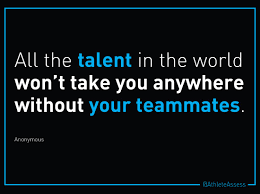 All the talent in the world
won't take you anywhere
without your teammates.
Anonymous
@AthleteAssess